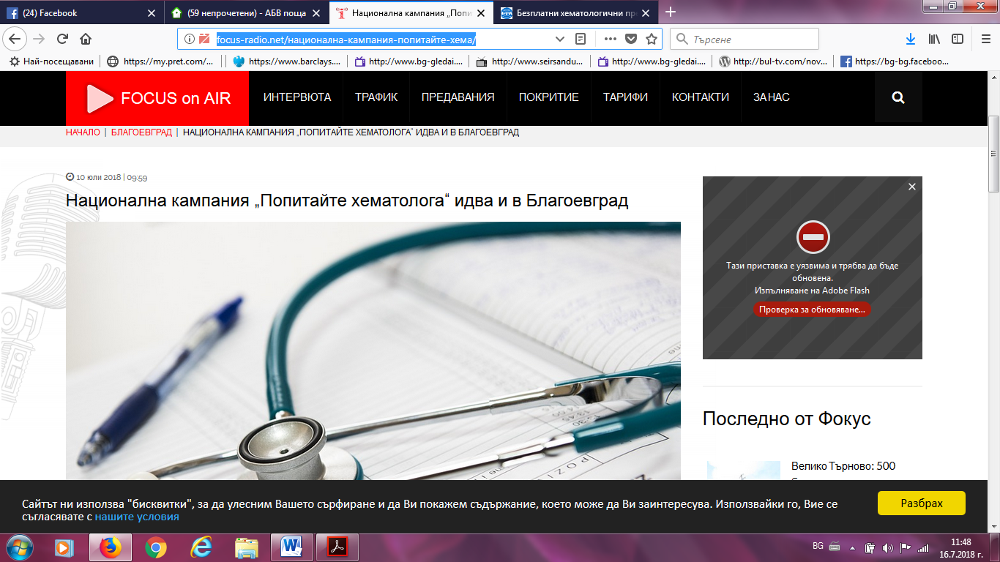 (24) Facebook
(59 непрочетени) - АБВ поща
Национална кампания „Попи
Безплатни хематологични пре
focus-radio.net/национална-кампания-попитайте-хема/
Търсене
Най-посещавани
https://my.pret.com/...
https://www.barclays....
http://www.bg-gledai....
http://www.seirsandu...
http://www.bg-gledai....
http://bul-tv.com/nov...
https://bg-bg.faceboo...
FOCUS on AIR
ИНТЕРВЮТА
ТРАФИК
ПРЕДАВАНИЯ
ПОКРИТИЕ
ТАРИФИ
КОНТАКТИ
ЗА НАС
НАЧАЛО | БЛАГОЕВГРАД | НАЦИОНАЛНА КАМПАНИЯ „ПОПИТАЙТЕ ХЕМАТОЛОГА“ ИДВА И В БЛАГОЕВГРАД
10 юли 2018 | 09:59
Национална кампания „Попитайте хематолога“ идва и в Благоевград
Тази приставка е уязвима и трябва да бъде
обновена.
Изпълняване на Adobe Flash
Проверка за обновяване...
Последно от Фокус
Велико Търново: 500
Сайтът ни използва "бисквитки", за да улесним Вашето сърфиране и да Ви покажем съдържание, което може да Ви заинтересува. Използвайки го, Вие се
съгласявате с нашите условия
Разбрах
BG
11:48
16.7.2018 г.